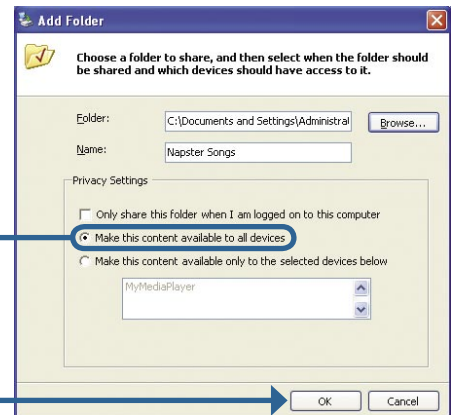 Add Folder
Choose a folder to share, and then select when the folder should
be shared and which devices should have access to it.
Folder:
C:\Documents and Settings\Administral
Browse...
Name:
Napster Songs
Privacy Settings
Only share this folder when I am logged on to this computer
Make this content available to all devices
Make this content available only to the selected devices below
MyMediaPlayer
OK
Cancel